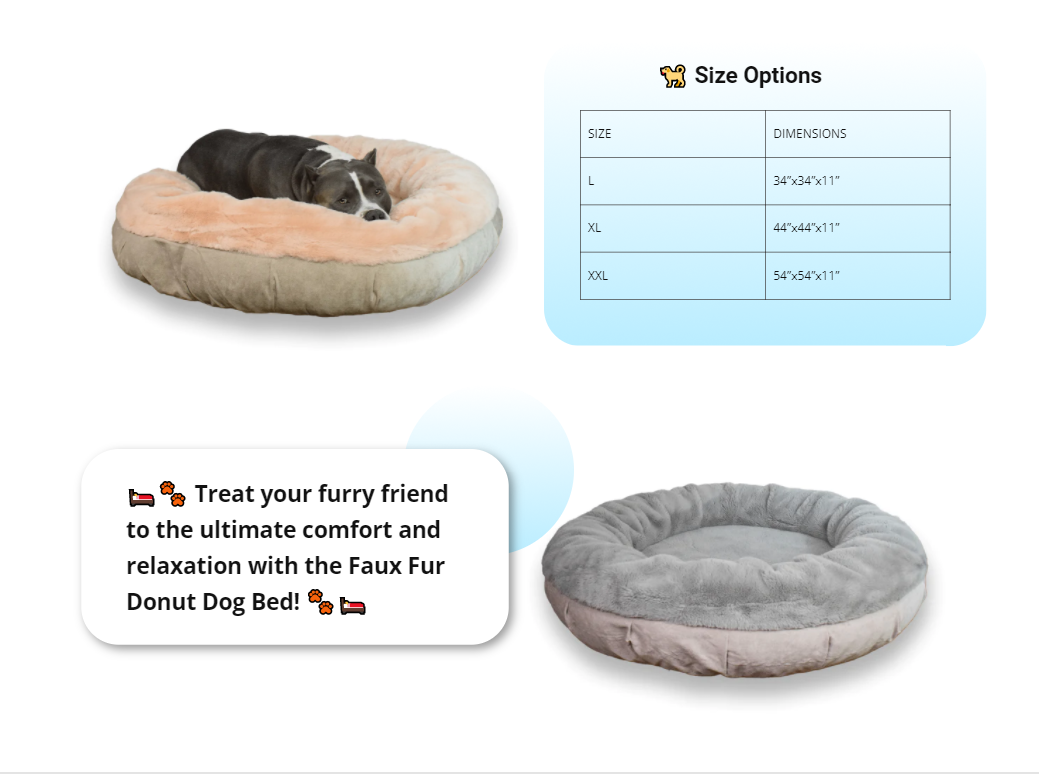 Size Options
SIZE DIMENSIONS
L 34”x34”x11”
XL 44”x44”x11”
XXL 54”x54”x11”
Treat your furry friend
to the ultimate comfort and
relaxation with the Faux Fur
Donut Dog Bed!